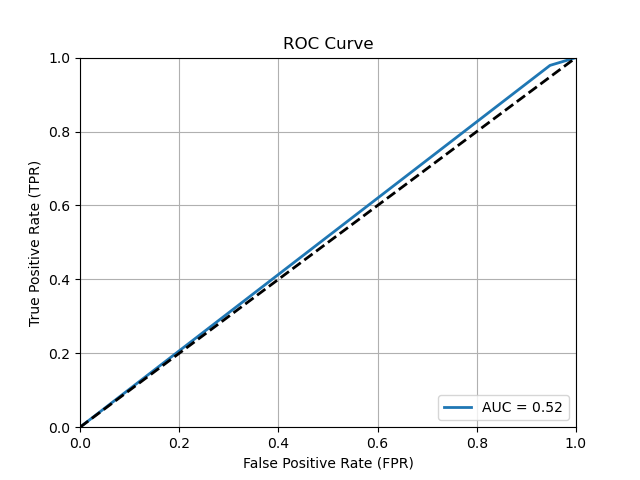 ROC Curve
1.0
0.8
0.6
0.4
0.2
0.0
True Positive Rate (TPR)
AUC = 0.52
0.0 0.2 0.4 0.6 0.8 1.0
False Positive Rate (FPR)